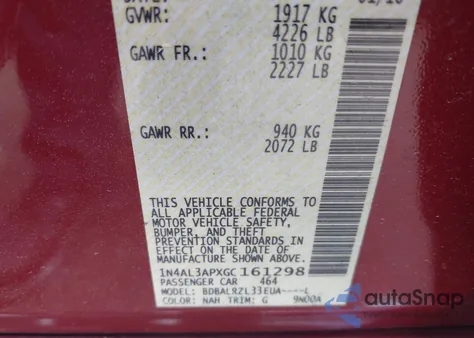 GVWR: 1917 KG
4226 LB
GAWR FR.: 1010 KG
2227 LB
GAWR RR.: 940 KG
2072 LB
THIS VEHICLE CONFORMS TO
ALL APPLICABLE FEDERAL
MOTOR VEHICLE SAFETY,
BUMPER, AND THEFT
PREVENTION STANDARDS IN
EFFECT ON THE DATE OF
MANUFACTURE SHOWN ABOVE.
1N4AL3APXGC161298
PASSENGER CAR 464
MODEL: BDBALRZL33EUA----L
COLOR: NAH TRIM: G 9N00A
autoSnap